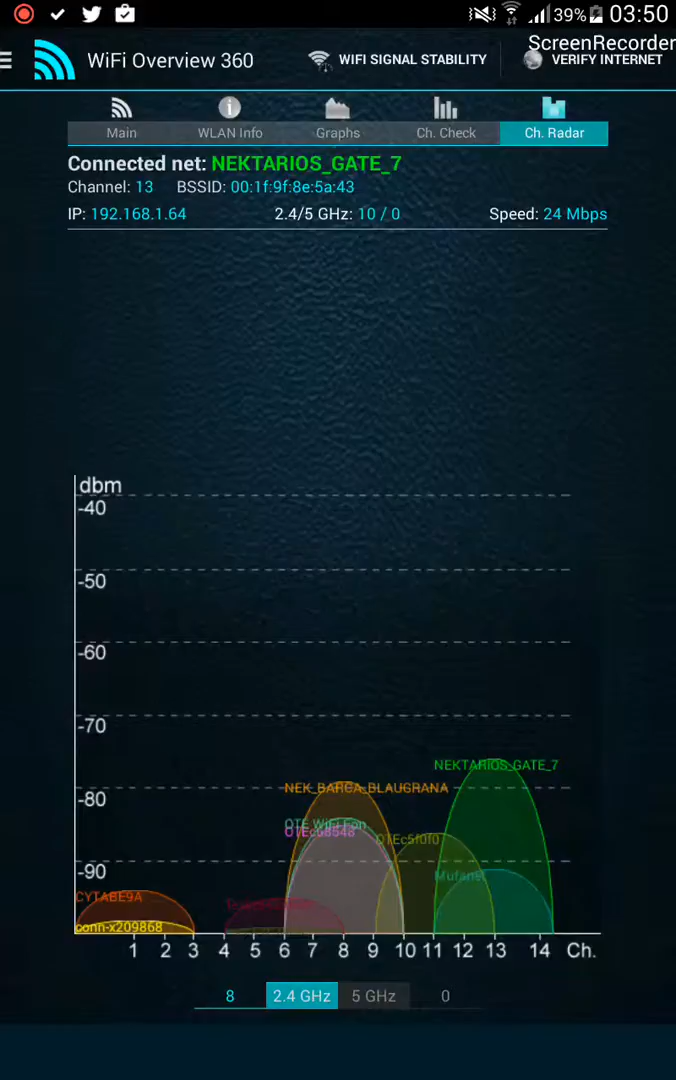 39% 03:50
ScreenRecorder
WiFi Overview 360
WIFI SIGNAL STABILITY
VERIFY INTERNET
Main
WLAN Info
Graphs
Ch. Check
Ch. Radar
Connected net: NEKTARIOS_GATE_7
Channel: 13 BSSID: 00:1f:9f:8e:5a:43
IP: 192.168.1.64 2.4/5 GHz: 10 / 0 Speed: 24 Mbps
dbm
-40
-50
-60
-70
NEKTARIOS_GATE_7
NEK_BARCA_BLAUGRANA
-80
OTE WiFi Fon
OTEc68548
OTEc5f0f0
-90
Mufanet
CYTABE9A
conn-x209868
1 2 3 4 5 6 7 8 9 10 11 12 13 14 Ch.
8 2.4 GHz 5 GHz 0